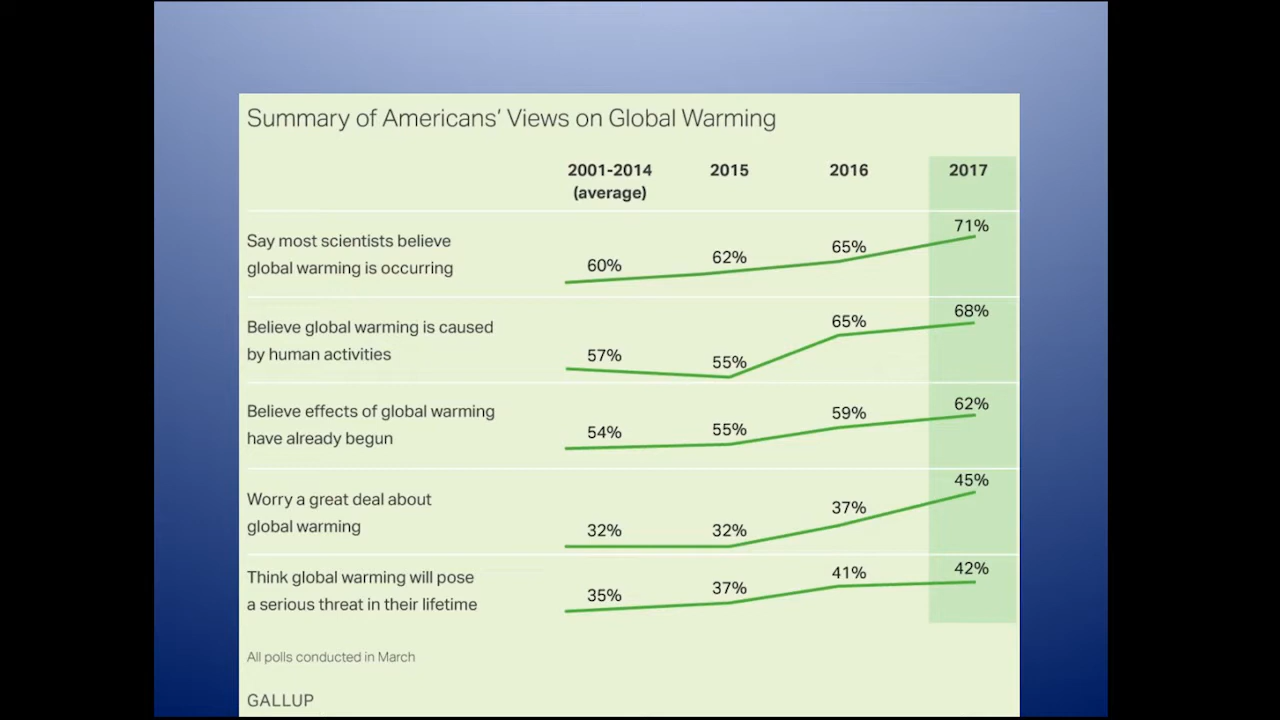 Summary of Americans’ Views on Global Warming
2001-2014 2015 2016 2017
(average)
Say most scientists believe
global warming is occurring
60% 62% 65% 71%
Believe global warming is caused
by human activities
57% 55% 65% 68%
Believe effects of global warming
have already begun
54% 55% 59% 62%
Worry a great deal about
global warming
32% 32% 37% 45%
Think global warming will pose
a serious threat in their lifetime
35% 37% 41% 42%
All polls conducted in March
GALLUP